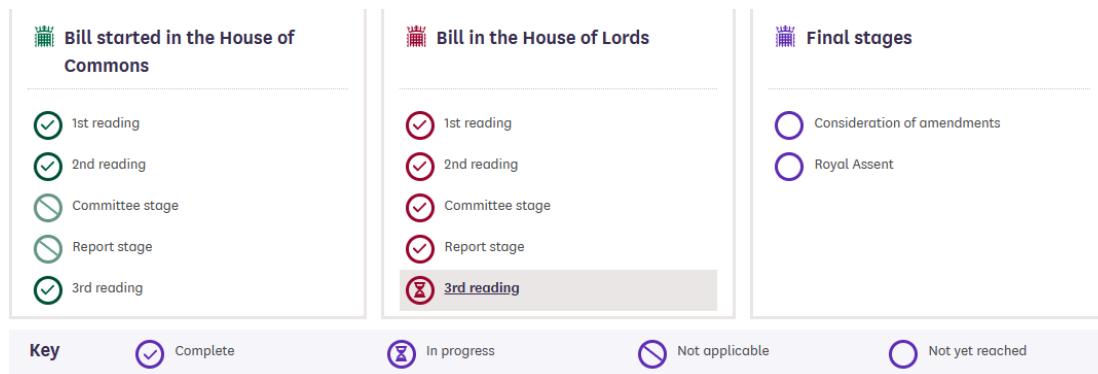 Bill started in the House of
Commons
1st reading
2nd reading
Committee stage
Report stage
3rd reading
Bill in the House of Lords
1st reading
2nd reading
Committee stage
Report stage
3rd reading
Final stages
Consideration of amendments
Royal Assent
Key
Complete
In progress
Not applicable
Not yet reached